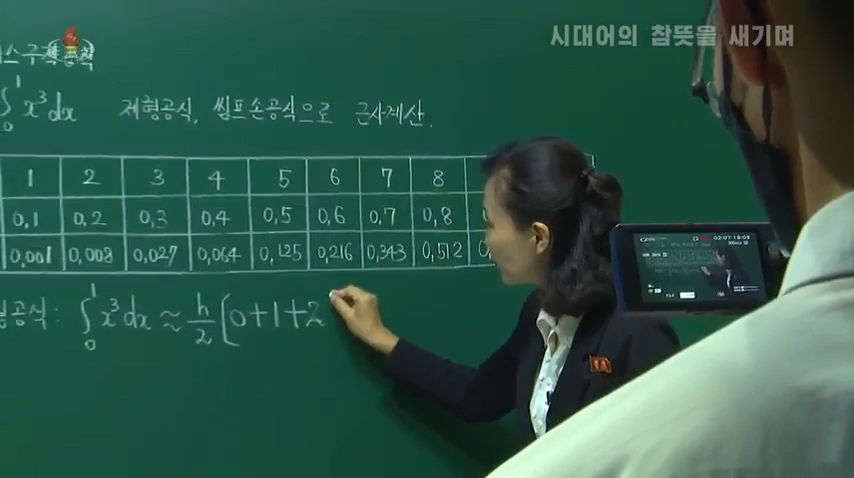 시대어의 참뜻을 새기며
스구적공식
∫₀¹ x³dx 제형공식, 씸프손공식으로 근사계산.
1 2 3 4 5 6 7 8
0,1 0,2 0,3 0,4 0,5 0,6 0,7 0,8
0,001 0,008 0,027 0,064 0,125 0,216 0,343 0,512 0,
형공식: ∫₀¹ x³dx ≈ h/2 [0+1+2